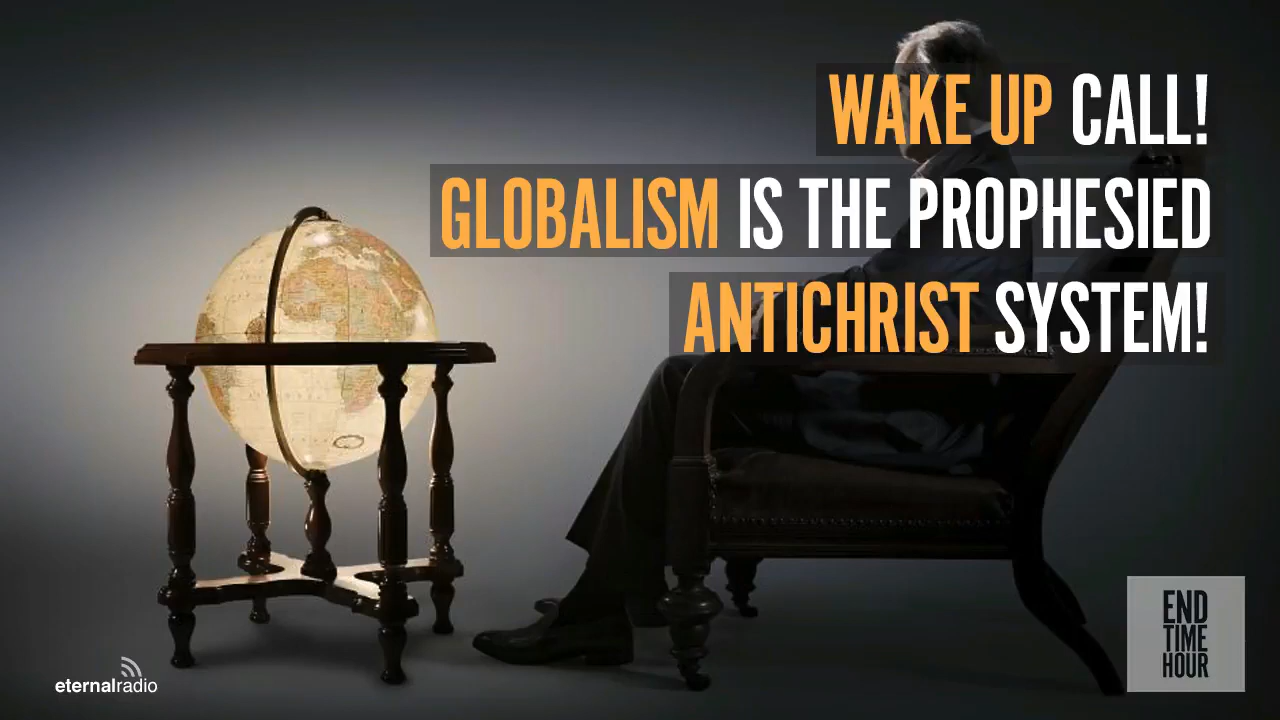 WAKE UP CALL!
GLOBALISM IS THE PROPHESIED
ANTICHRIST SYSTEM!
END
TIME
HOUR
eternalradio